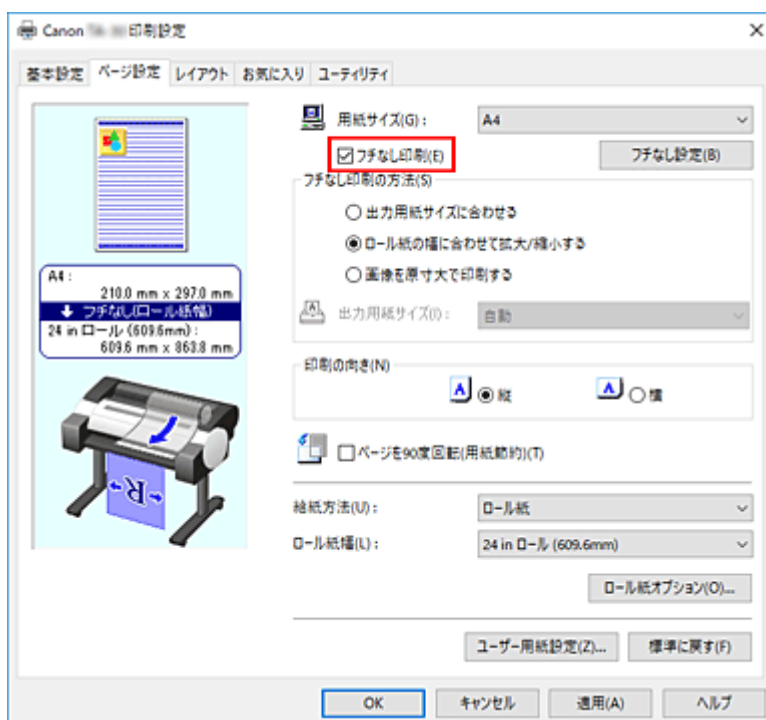 Canon 印刷設定
基本設定 ページ設定 レイアウト お気に入り ユーティリティ
用紙サイズ(G): A4
フチなし印刷(E) フチなし設定(B)
フチなし印刷の方法(S)
出力用紙サイズに合わせる
ロール紙の幅に合わせて拡大/縮小する
画像を原寸大で印刷する
出力用紙サイズ(I): 自動
A4:
210.0 mm x 297.0 mm
フチなし(ロール紙幅)
24 in ロール (609.6mm):
609.6 mm x 863.8 mm
印刷の向き(N)
A 縦 A 横
R
ページを90度回転(用紙節約)(T)
給紙方法(U): ロール紙
ロール紙幅(L): 24 in ロール (609.6mm)
ロール紙オプション(O)...
ユーザー用紙設定(Z)... 標準に戻す(F)
OK キャンセル 適用(A) ヘルプ